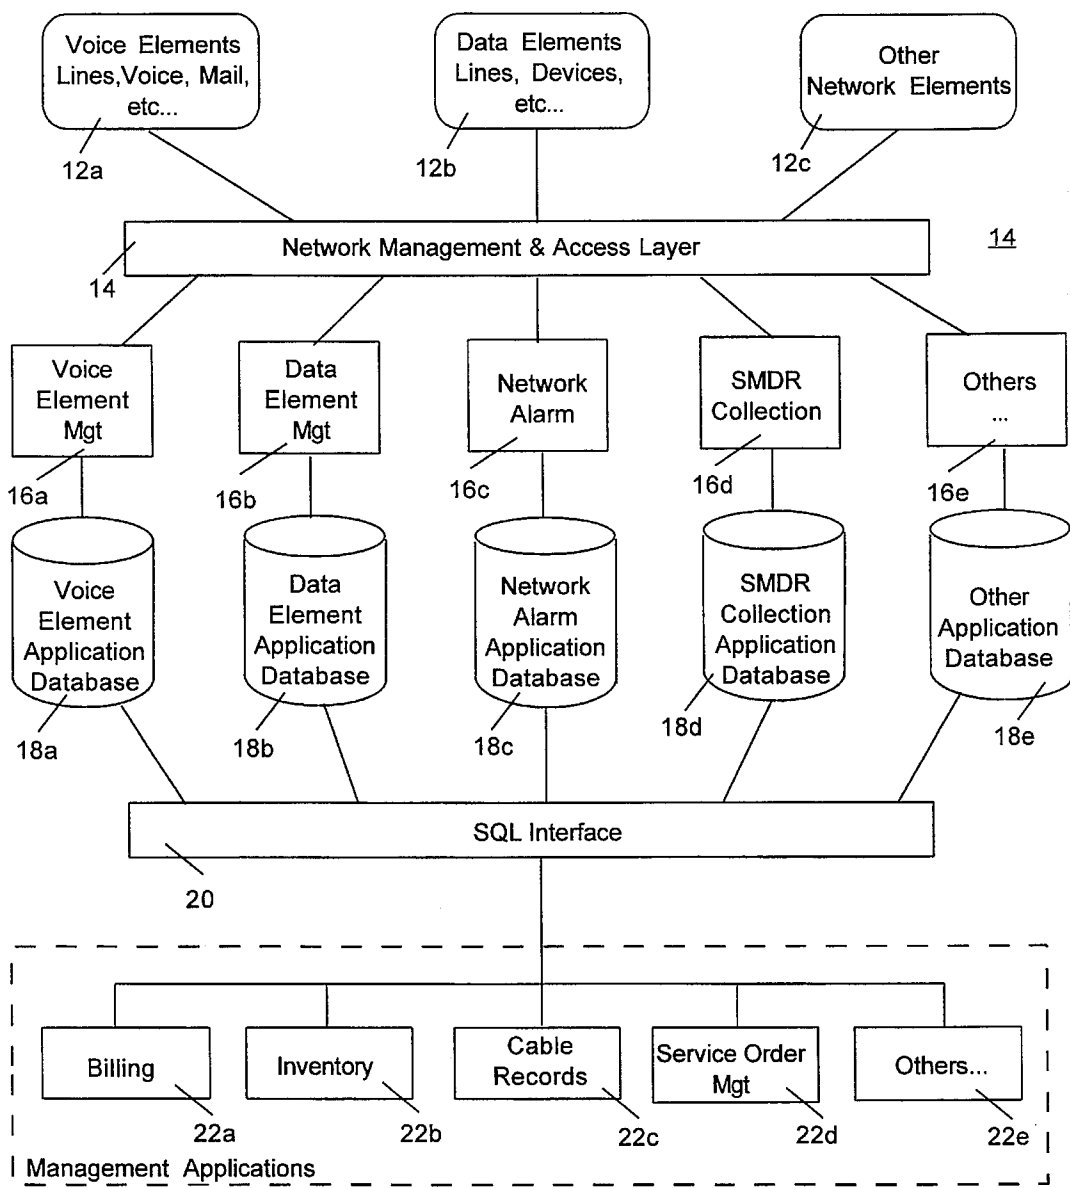 Voice Elements
Lines,Voice, Mail,
etc...
12a
Data Elements
Lines, Devices,
etc...
12b
Other
Network Elements
12c
Network Management & Access Layer
14
14
Voice
Element
Mgt
16a
Data
Element
Mgt
16b
Network
Alarm
16c
SMDR
Collection
16d
Others
...
16e
Voice
Element
Application
Database
18a
Data
Element
Application
Database
18b
Network
Alarm
Application
Database
18c
SMDR
Collection
Application
Database
18d
Other
Application
Database
18e
SQL Interface
20
Billing
22a
Inventory
22b
Cable
Records
22c
Service Order
Mgt
22d
Others...
22e
Management Applications